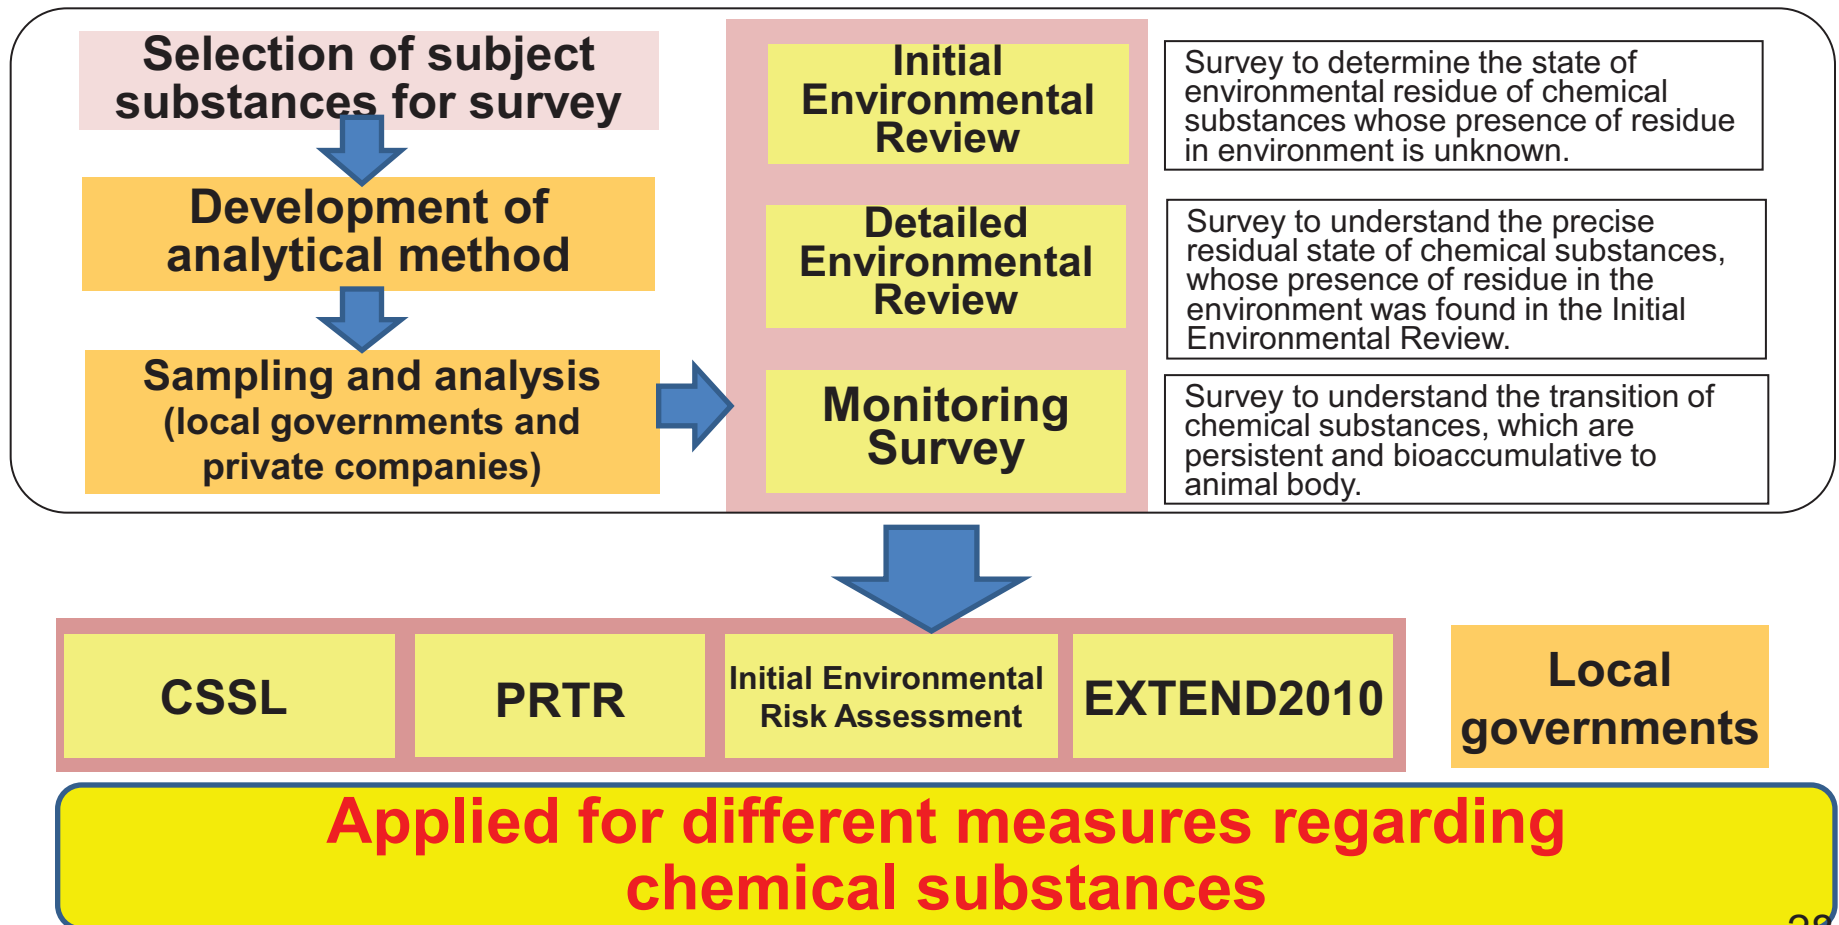 Selection of subject
substances for survey
Development of
analytical method
Sampling and analysis
(local governments and
private companies)
Initial
Environmental
Review
Survey to determine the state of
environmental residue of chemical
substances whose presence of residue
in environment is unknown.
Detailed
Environmental
Review
Survey to understand the precise
residual state of chemical substances,
whose presence of residue in the
environment was found in the Initial
Environmental Review.
Monitoring
Survey
Survey to understand the transition of
chemical substances, which are
persistent and bioaccumulative to
animal body.
CSSL
PRTR
Initial Environmental
Risk Assessment
EXTEND2010
Local
governments
Applied for different measures regarding
chemical substances